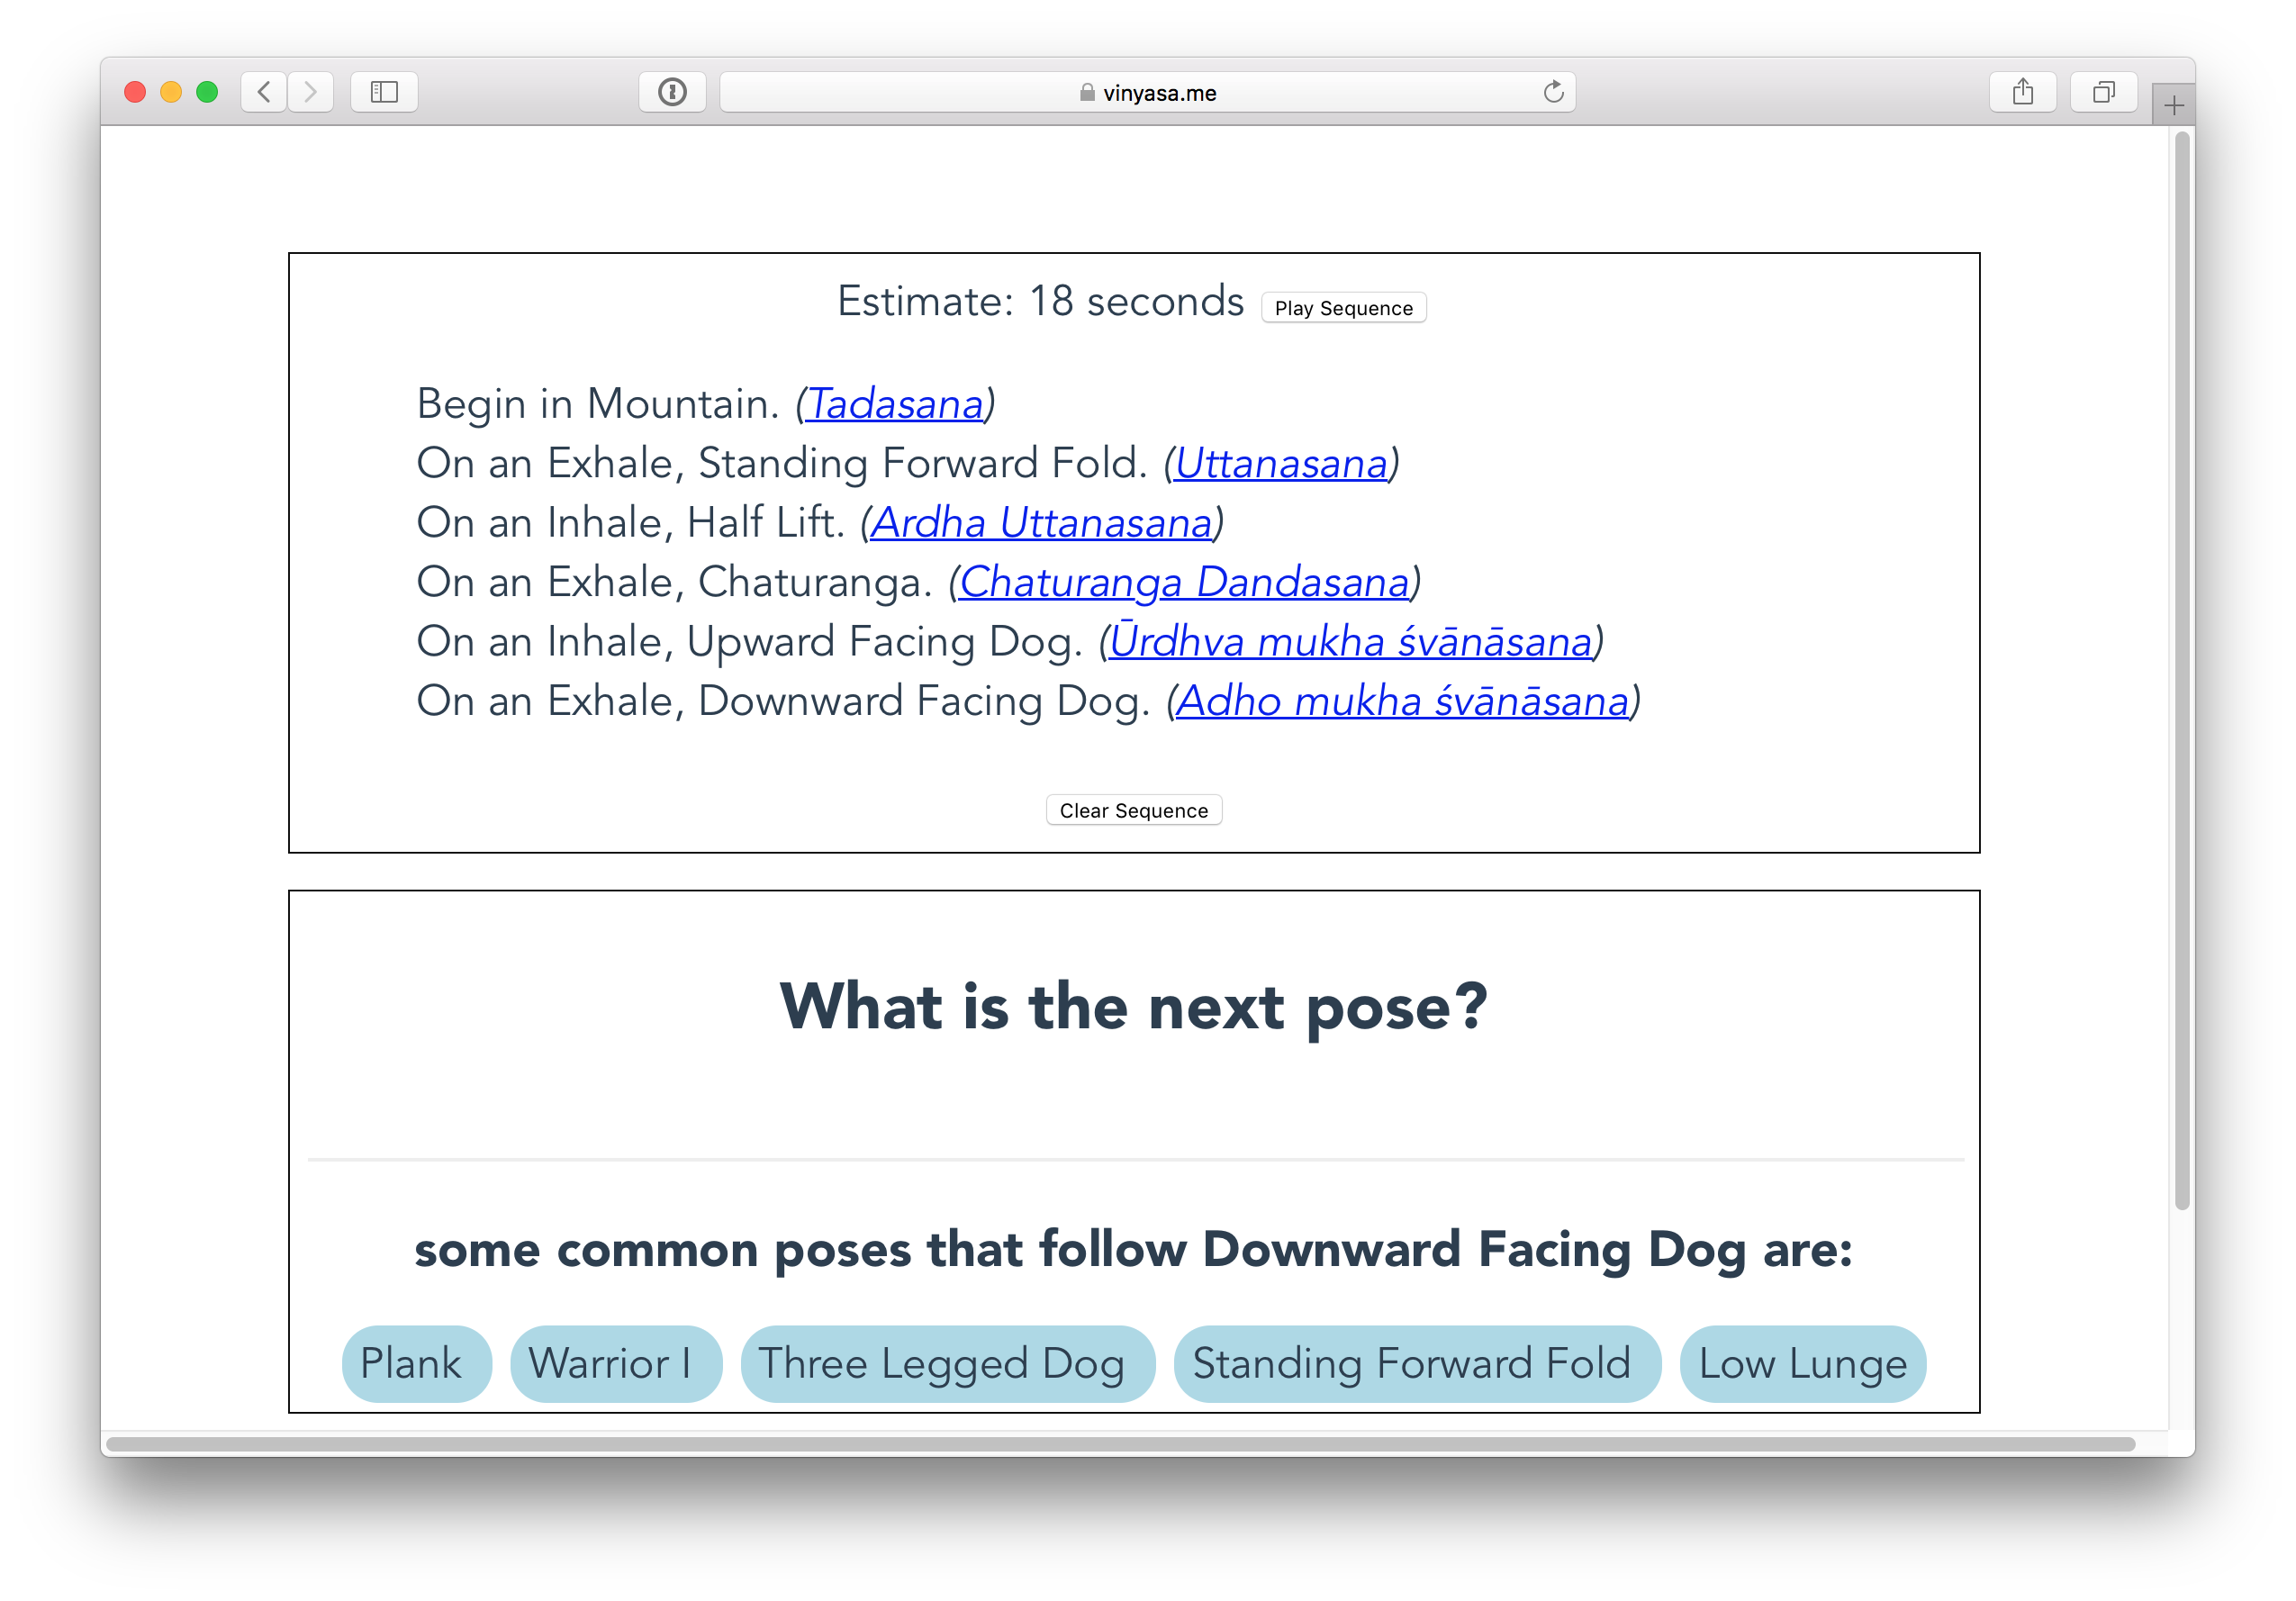 vinyasa.me
Estimate: 18 seconds Play Sequence
Begin in Mountain. (Tadasana)
On an Exhale, Standing Forward Fold. (Uttanasana)
On an Inhale, Half Lift. (Ardha Uttanasana)
On an Exhale, Chaturanga. (Chaturanga Dandasana)
On an Inhale, Upward Facing Dog. (Ūrdhva mukha śvānāsana)
On an Exhale, Downward Facing Dog. (Adho mukha śvānāsana)
Clear Sequence
What is the next pose?
some common poses that follow Downward Facing Dog are:
Plank Warrior I Three Legged Dog Standing Forward Fold Low Lunge